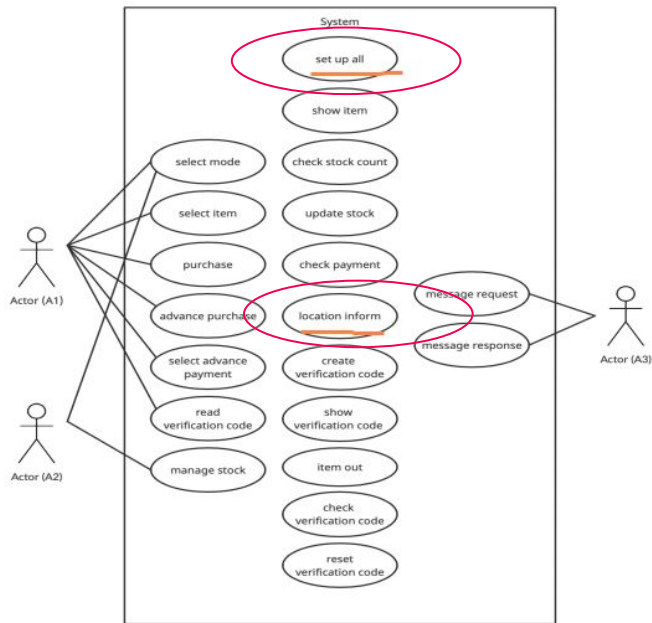 System
set up all
show item
select mode
check stock count
select item
update stock
purchase
check payment
message request
Actor (A1)
advance purchase
location inform
message response
Actor (A3)
select advance
payment
create
verification code
read
verification code
show
verification code
Actor (A2)
manage stock
item out
check
verification code
reset
verification code